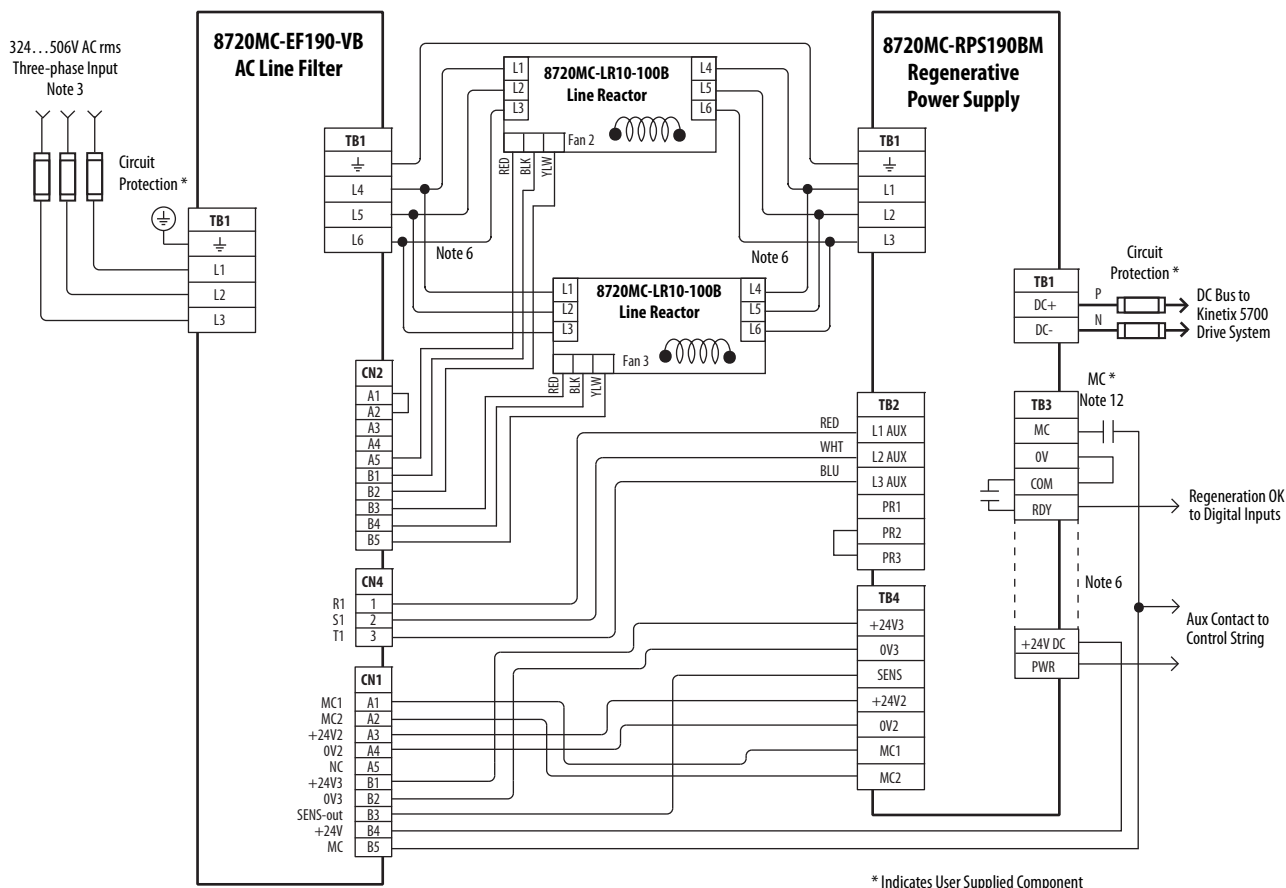 324…506V AC rms
Three-phase Input
Note 3
Circuit
Protection *
8720MC-EF190-VB
AC Line Filter
TB1
L1
L2
L3
TB1
L4
L5
L6
Note 6
L1
L2
L3
8720MC-LR10-100B
Line Reactor
L4
L5
L6
Fan 2
RED
BLK
YLW
L1
L2
L3
8720MC-LR10-100B
Line Reactor
L4
L5
L6
Fan 3
RED
BLK
YLW
Note 6
8720MC-RPS190BM
Regenerative
Power Supply
TB1
L1
L2
L3
TB1
DC+
DC-
P
N
Circuit
Protection *
DC Bus to
Kinetix 5700
Drive System
CN2
A1
A2
A3
A4
A5
B1
B2
B3
B4
B5
CN4
R1 1
S1 2
T1 3
CN1
MC1 A1
MC2 A2
+24V2 A3
0V2 A4
NC A5
+24V3 B1
0V3 B2
SENS-out B3
+24V B4
MC B5
RED
WHT
BLU
TB2
L1 AUX
L2 AUX
L3 AUX
PR1
PR2
PR3
TB4
+24V3
0V3
SENS
+24V2
0V2
MC1
MC2
MC *
Note 12
TB3
MC
0V
COM
RDY
Regeneration OK
to Digital Inputs
Note 6
+24V DC
PWR
Aux Contact to
Control String
* Indicates User Supplied Component